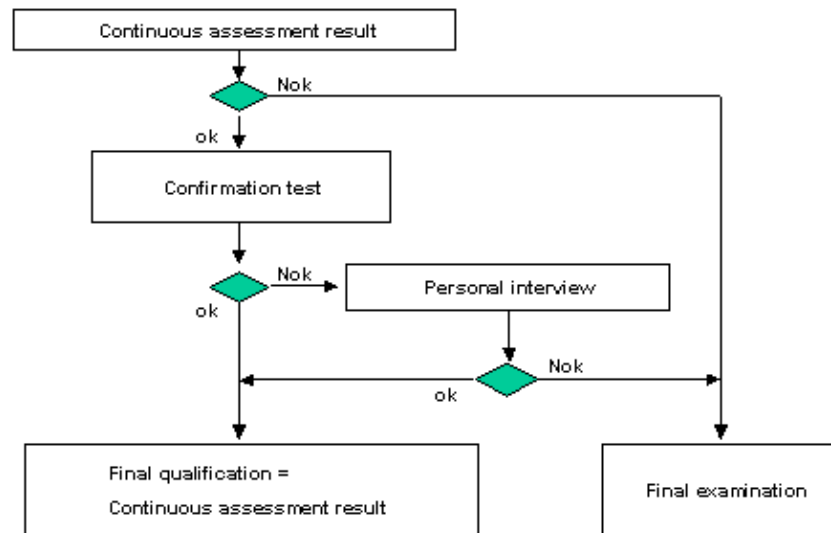 Continuous assessment result
Nok
ok
Confirmation test
Nok
Personal interview
ok
Nok
ok
Final qualification =
Continuous assessment result
Final examination